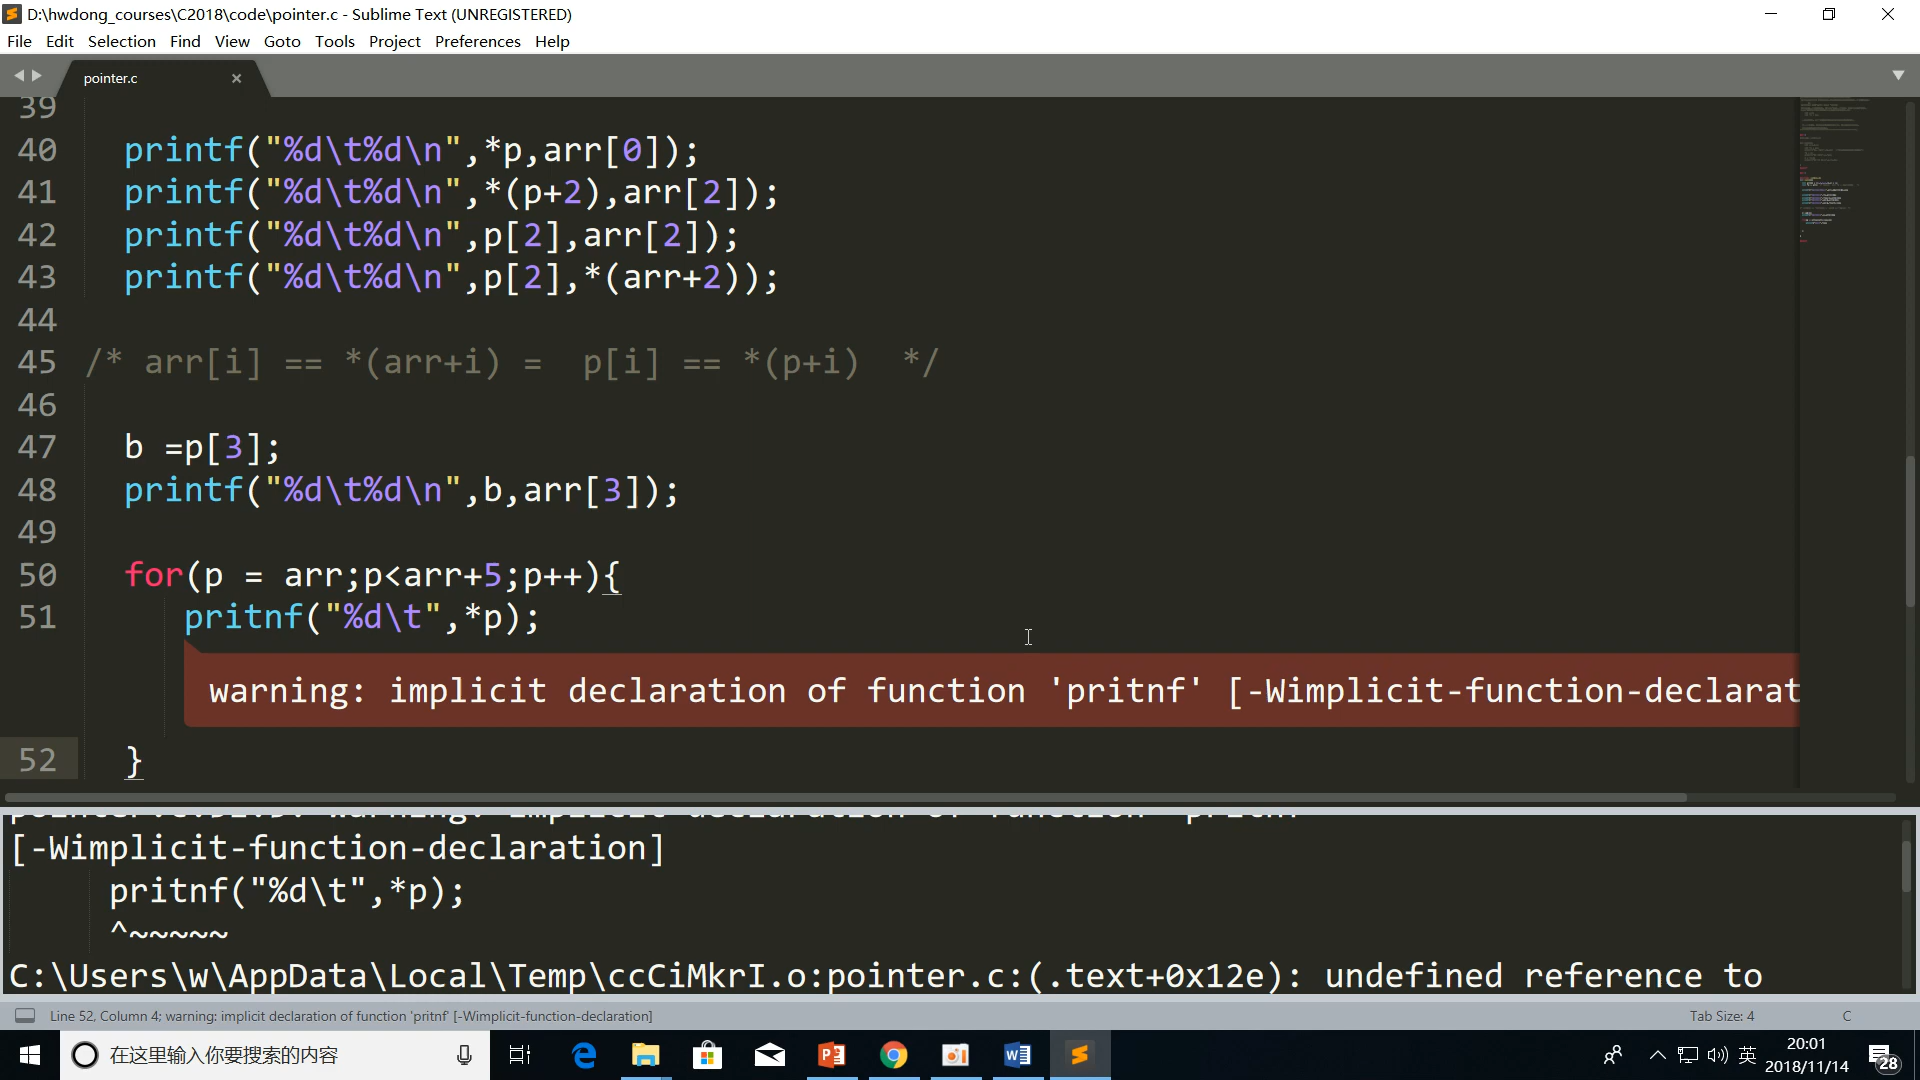 D:\hwdong_courses\C2018\code\pointer.c - Sublime Text (UNREGISTERED)
File Edit Selection Find View Goto Tools Project Preferences Help
pointer.c
39
40 printf("%d\t%d\n",*p,arr[0]);
41 printf("%d\t%d\n",*(p+2),arr[2]);
42 printf("%d\t%d\n",p[2],arr[2]);
43 printf("%d\t%d\n",p[2],*(arr+2));
44
45 /* arr[i] == *(arr+i) = p[i] == *(p+i) */
46
47 b =p[3];
48 printf("%d\t%d\n",b,arr[3]);
49
50 for(p = arr;p<arr+5;p++){
51 pritnf("%d\t",*p);
warning: implicit declaration of function 'pritnf' [-Wimplicit-function-declarat
52 }
[-Wimplicit-function-declaration]
pritnf("%d\t",*p);
^~~~~~
C:\Users\w\AppData\Local\Temp\ccCiMkrI.o:pointer.c:(.text+0x12e): undefined reference to
Line 52, Column 4; warning: implicit declaration of function 'pritnf' [-Wimplicit-function-declaration]
Tab Size: 4
C
在这里输入你要搜索的内容
英
20:01
2018/11/14
28